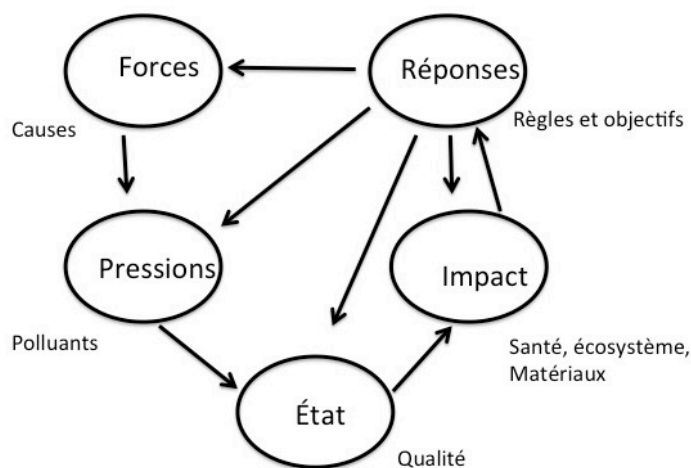 Forces
Réponses
Causes
Règles et objectifs
Pressions
Impact
Polluants
Santé, écosystème,
Matériaux
État
Qualité